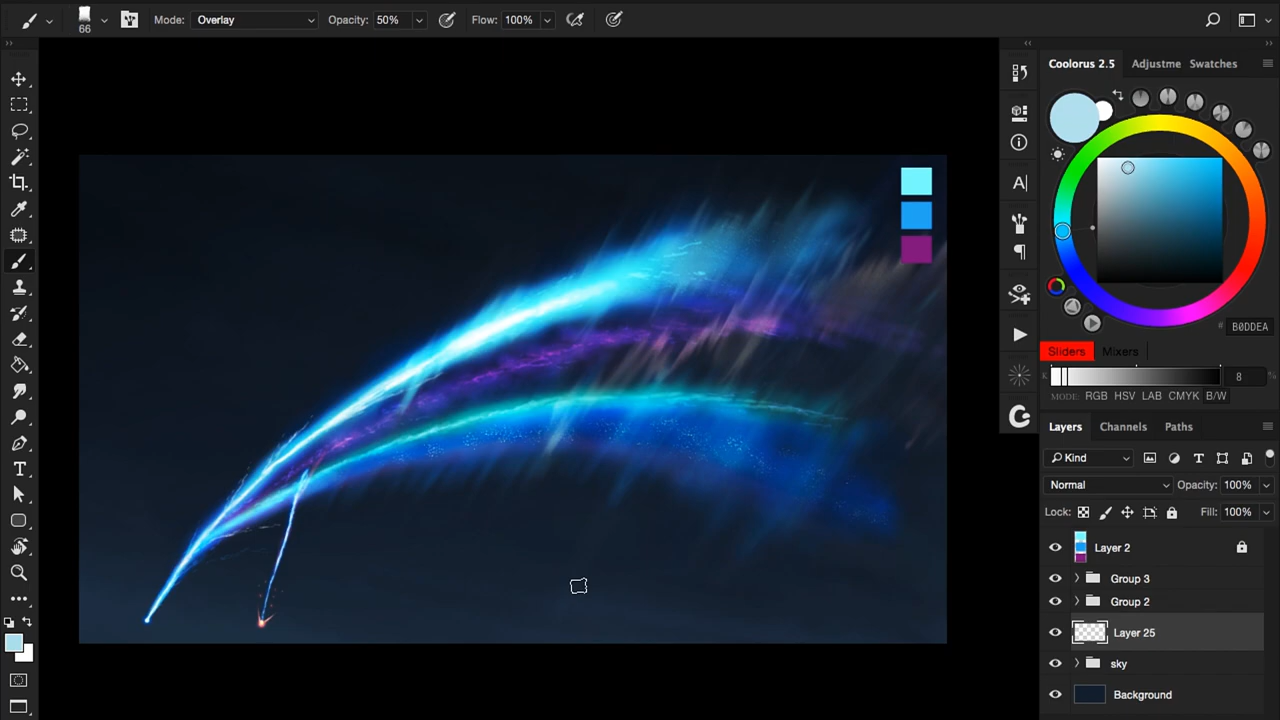 66
Mode: Overlay
Opacity: 50%
Flow: 100%
Coolorus 2.5
Adjustme
Swatches
# B0DDEA
Sliders
Mixers
K
8
%
MODE: RGB HSV LAB CMYK B/W
Layers
Channels
Paths
Kind
Normal
Opacity: 100%
Lock:
Fill: 100%
Layer 2
Group 3
Group 2
Layer 25
sky
Background